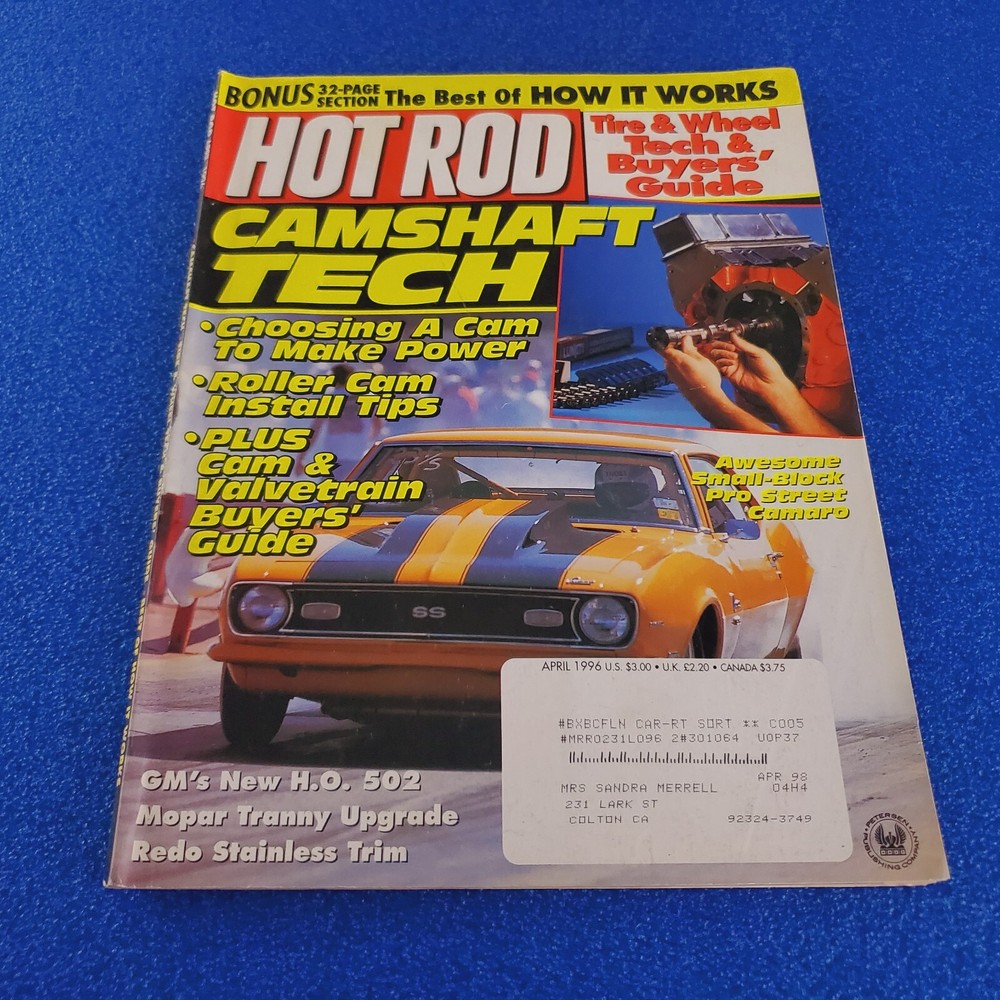 BONUS 32-PAGE SECTION The Best Of HOW IT WORKS
HOT ROD
Tire & Wheel
Tech &
Buyers'
Guide
CAMSHAFT
TECH
•Choosing A Cam
To Make Power
•Roller Cam
Install Tips
•PLUS
Cam &
Valvetrain
Buyers'
Guide
Awesome
Small-Block
Pro Street
Camaro
SS
APRIL 1996 U.S. $3.00 • U.K. £2.20 • CANADA $3.75
#BXBCFLN CAR-RT SORT ** C005
#MRR0231L096 2#301064 UOP37
APR 98
MRS SANDRA MERRELL 04H4
231 LARK ST
COLTON CA 92324-3749
GM's New H.O. 502
Mopar Tranny Upgrade
Redo Stainless Trim
PETERSEN
PUBLISHING COMPANY